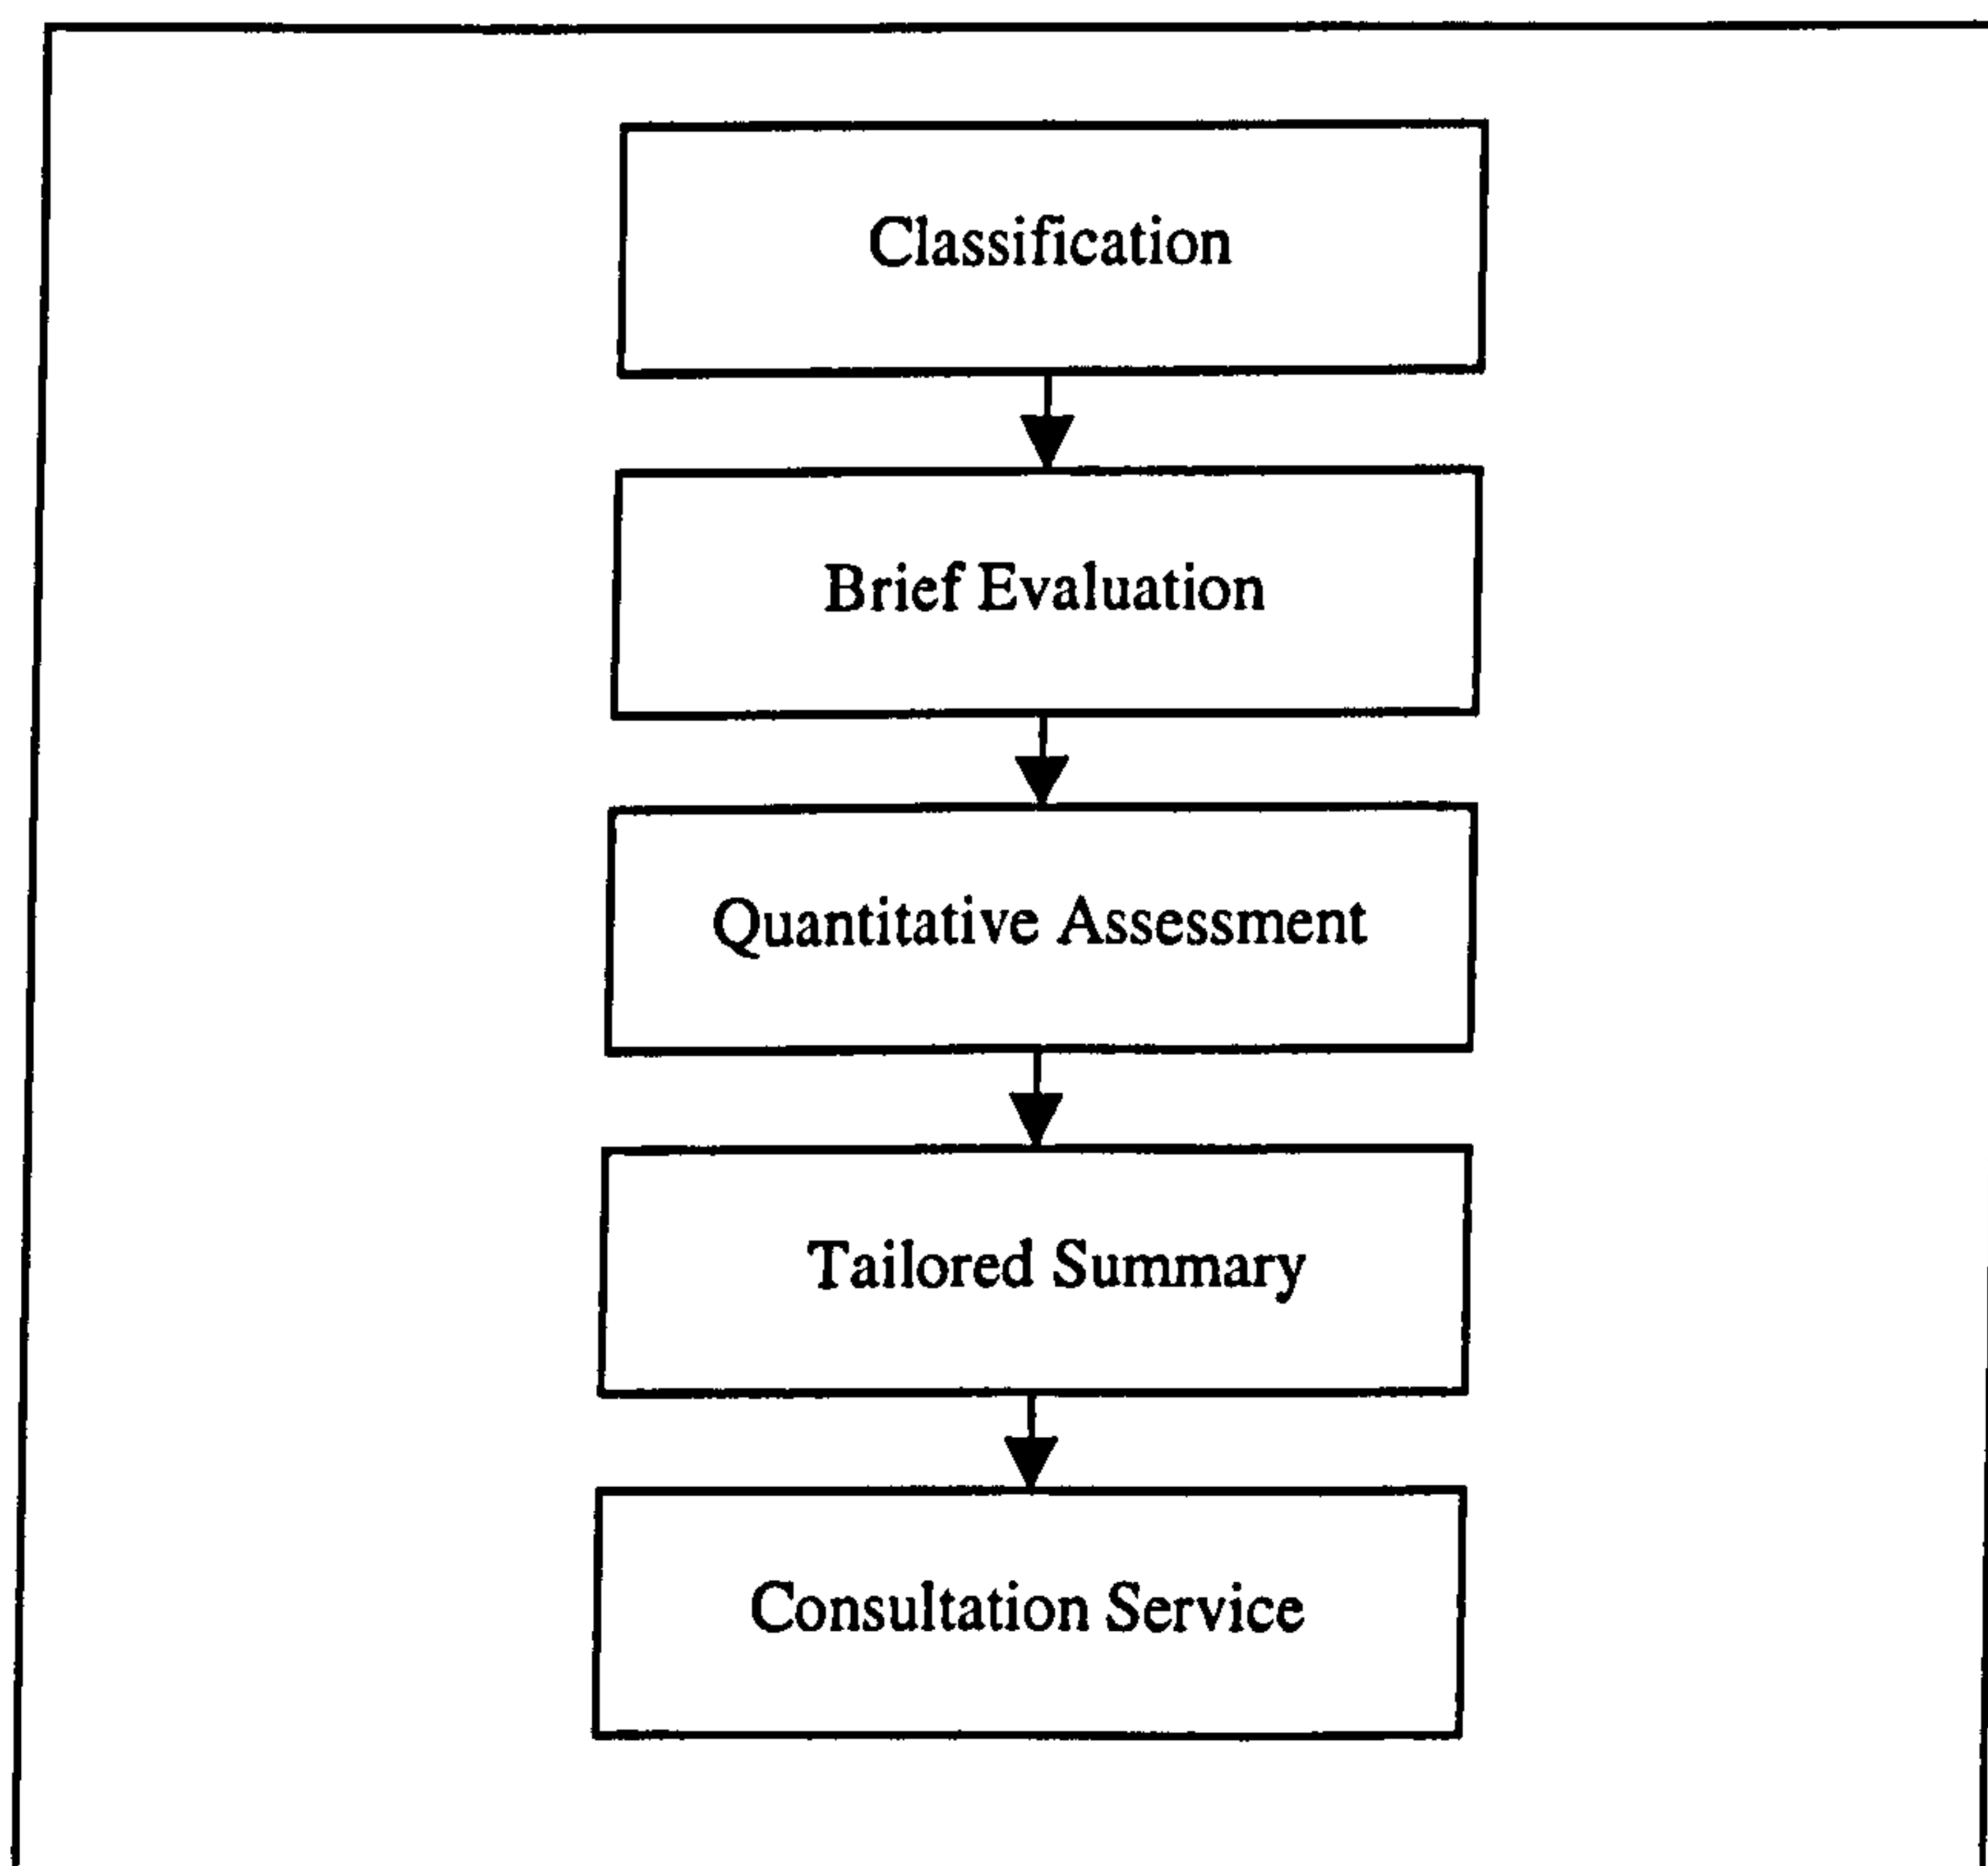 Classification
Brief Evaluation
Quantitative Assessment
Tailored Summary
Consultation Service